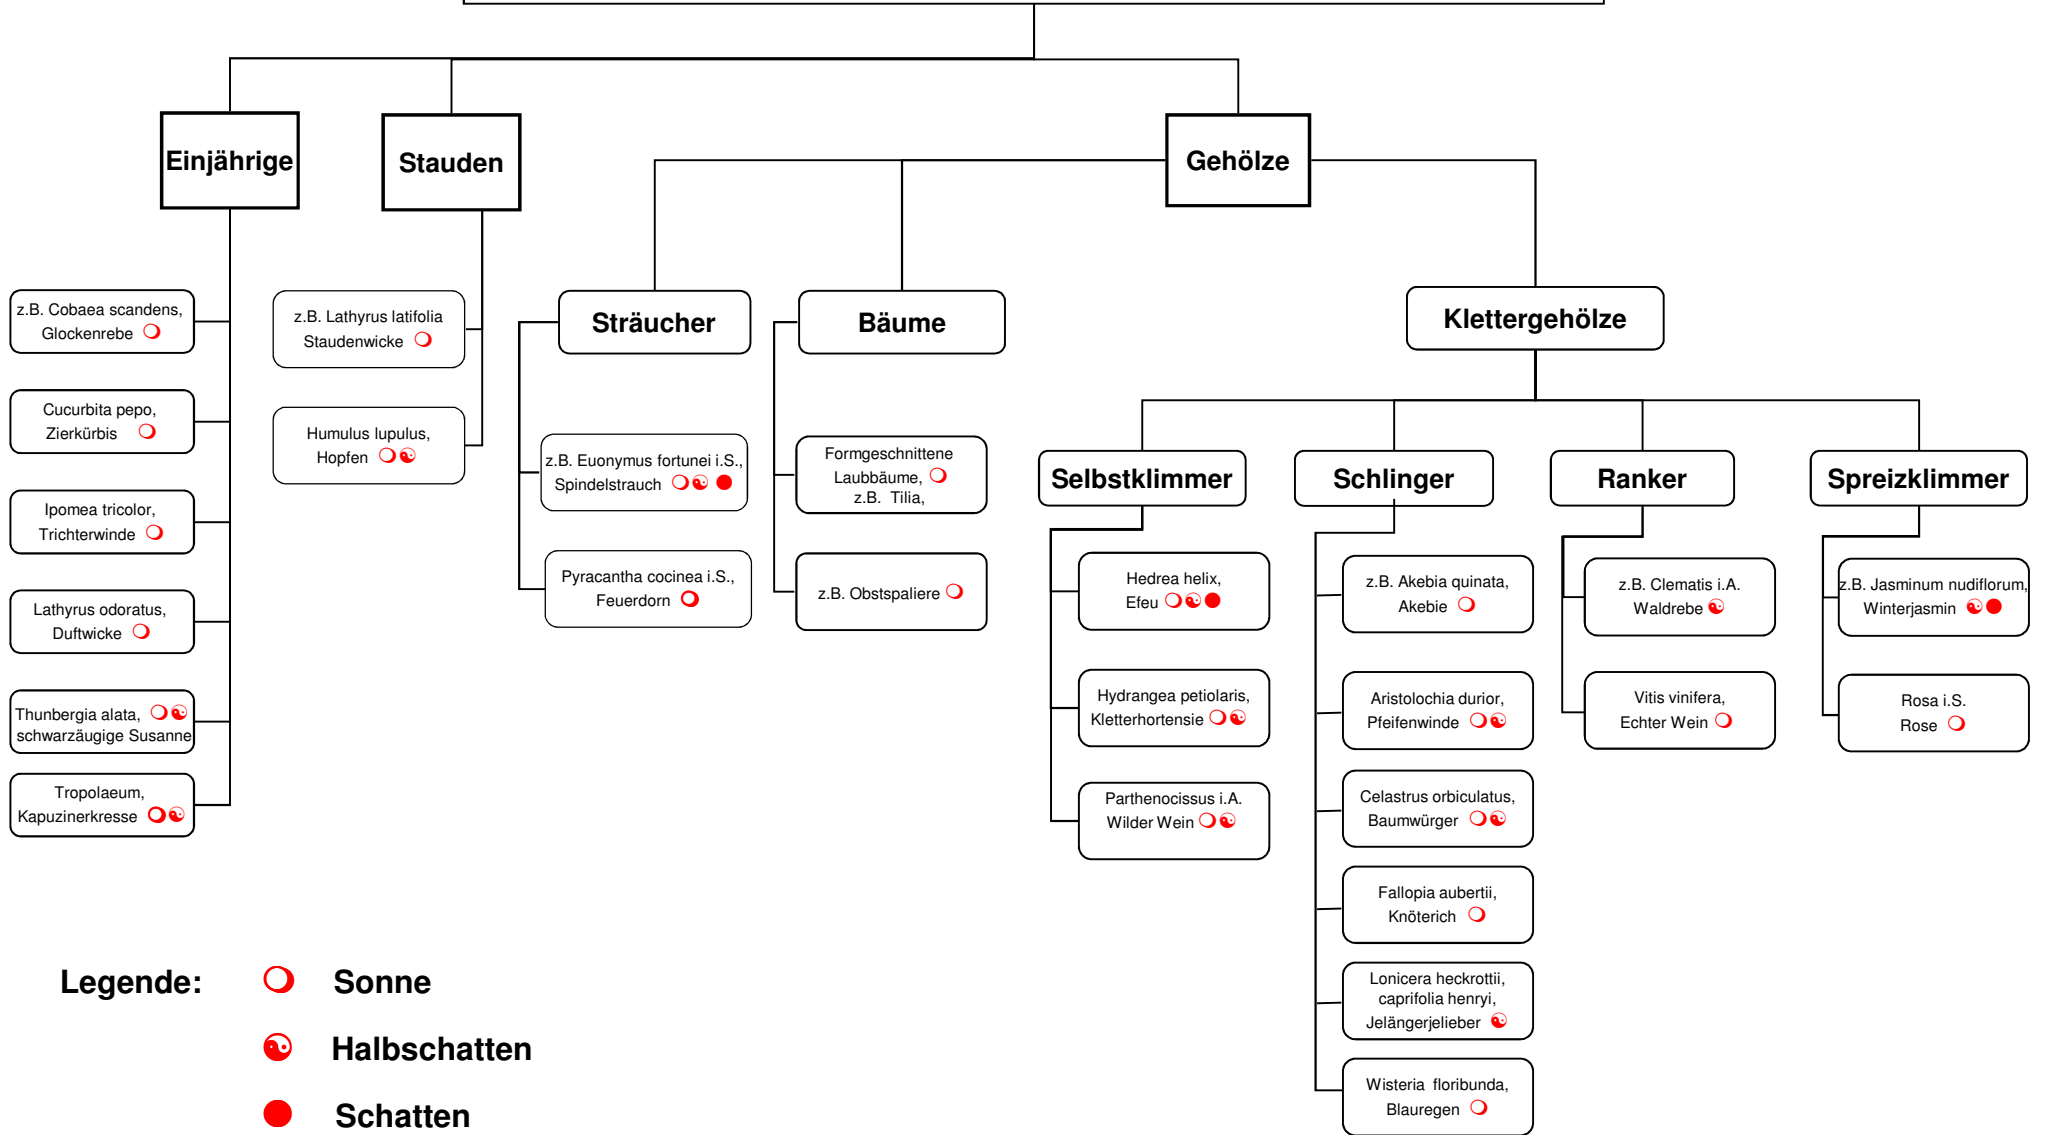 Einjährige
Stauden
Gehölze
z.B. Cobaea scandens,
Glockenrebe
Cucurbita pepo,
Zierkürbis
Ipomea tricolor,
Trichterwinde
Lathyrus odoratus,
Duftwicke
Thunbergia alata,
schwarzäugige Susanne
Tropolaeum,
Kapuzinerkresse
z.B. Lathyrus latifolia
Staudenwicke
Humulus lupulus,
Hopfen
Sträucher
z.B. Euonymus fortunei i.S.,
Spindelstrauch
Pyracantha cocinea i.S.,
Feuerdorn
Bäume
Formgeschnittene
Laubbäume,
z.B. Tilia,
z.B. Obstspaliere
Klettergehölze
Selbstklimmer
Hedrea helix,
Efeu
Hydrangea petiolaris,
Kletterhortensie
Parthenocissus i.A.
Wilder Wein
Schlinger
z.B. Akebia quinata,
Akebie
Aristolochia durior,
Pfeifenwinde
Celastrus orbiculatus,
Baumwürger
Fallopia aubertii,
Knöterich
Lonicera heckrottii,
caprifolia henryi,
Jelängerjelieber
Wisteria floribunda,
Blauregen
Ranker
z.B. Clematis i.A.
Waldrebe
Vitis vinifera,
Echter Wein
Spreizklimmer
z.B. Jasminum nudiflorum,
Winterjasmin
Rosa i.S.
Rose
Legende:
Sonne
Halbschatten
Schatten